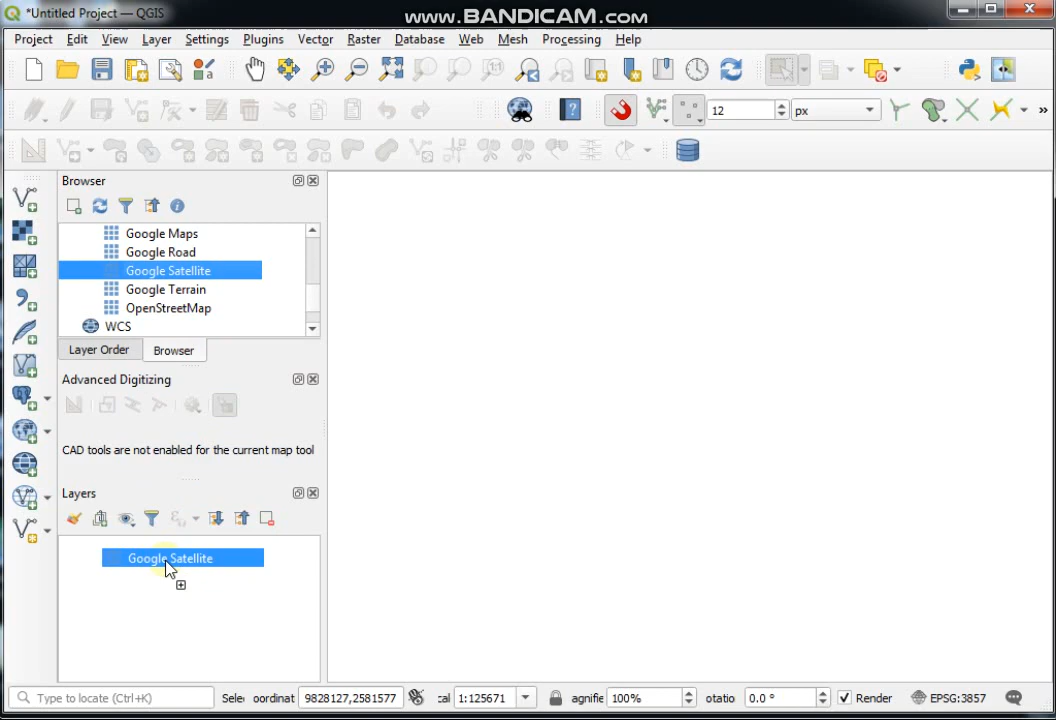 *Untitled Project — QGIS
www.BANDICAM.com
Project Edit View Layer Settings Plugins Vector Raster Database Web Mesh Processing Help
12 px »
Browser
Google Maps
Google Road
Google Satellite
Google Terrain
OpenStreetMap
WCS
Layer Order Browser
Advanced Digitizing
CAD tools are not enabled for the current map tool
Layers
Google Satellite
Type to locate (Ctrl+K) Sele oordinat 9828127,2581577 :al 1:125671 agnifie 100% otatio 0.0 ° Render EPSG:3857